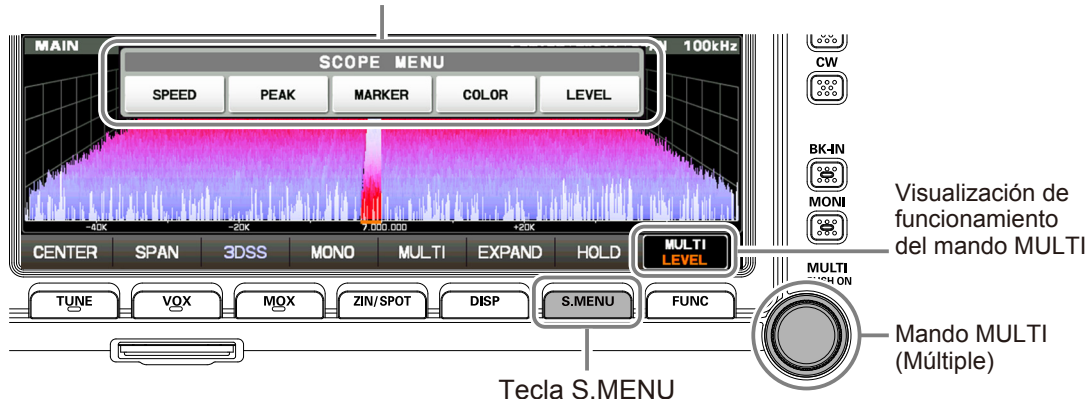 MAIN
100kHz
SCOPE MENU
SPEED PEAK MARKER COLOR LEVEL
-40K -20K 7.000.000 +20K
CENTER SPAN 3DSS MONO MULTI EXPAND HOLD MULTI LEVEL
TUNE VOX MOX ZIN/SPOT DISP S.MENU FUNC
CW
BK-IN
MONI
MULTI
Visualización de
funcionamiento
del mando MULTI
Mando MULTI
(Múltiple)
Tecla S.MENU